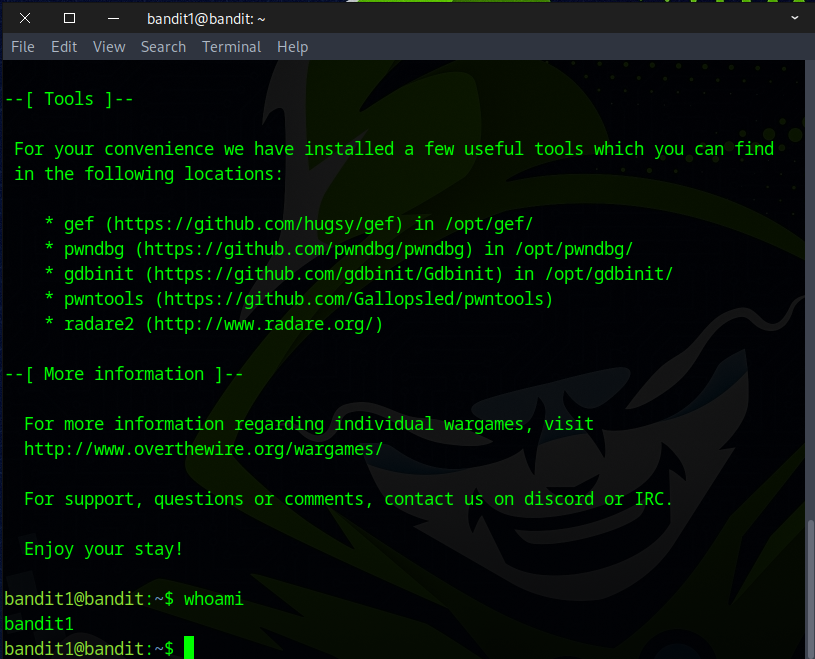 bandit1@bandit: ~
File Edit View Search Terminal Help
--[ Tools ]--
For your convenience we have installed a few useful tools which you can find
in the following locations:
* gef (https://github.com/hugsy/gef) in /opt/gef/
* pwndbg (https://github.com/pwndbg/pwndbg) in /opt/pwndbg/
* gdbinit (https://github.com/gdbinit/Gdbinit) in /opt/gdbinit/
* pwntools (https://github.com/Gallopsled/pwntools)
* radare2 (http://www.radare.org/)
--[ More information ]--
For more information regarding individual wargames, visit
http://www.overthewire.org/wargames/
For support, questions or comments, contact us on discord or IRC.
Enjoy your stay!
bandit1@bandit:~$ whoami
bandit1
bandit1@bandit:~$